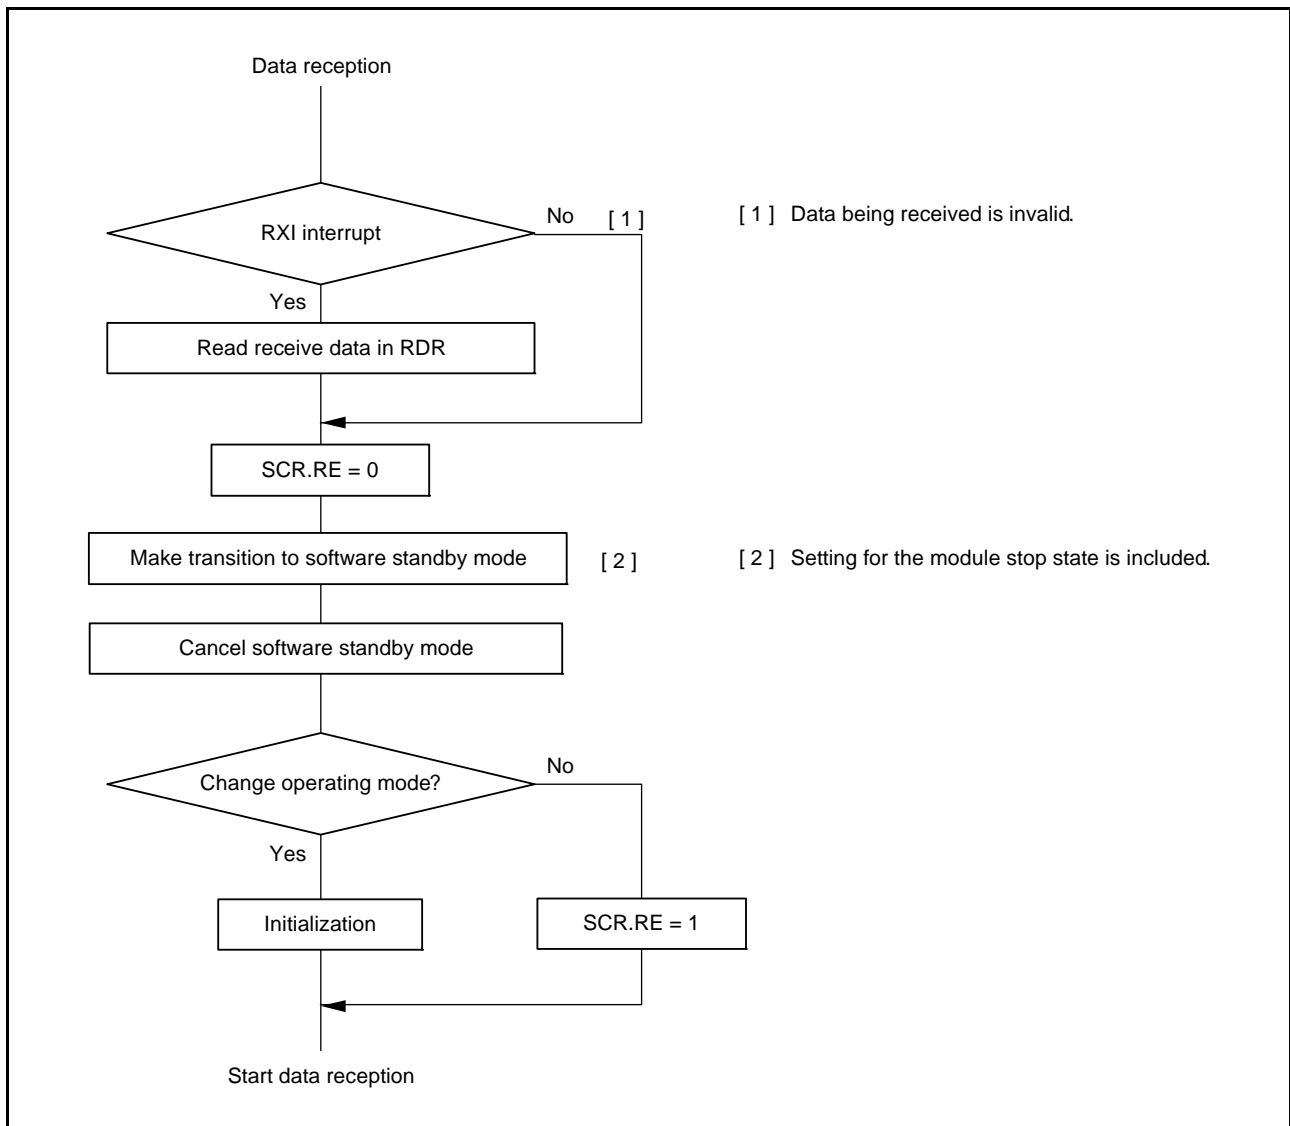 Data reception
RXI interrupt
No [ 1 ]
[ 1 ] Data being received is invalid.
Yes
Read receive data in RDR
SCR.RE = 0
Make transition to software standby mode
[ 2 ]
[ 2 ] Setting for the module stop state is included.
Cancel software standby mode
Change operating mode?
No
Yes
Initialization
SCR.RE = 1
Start data reception